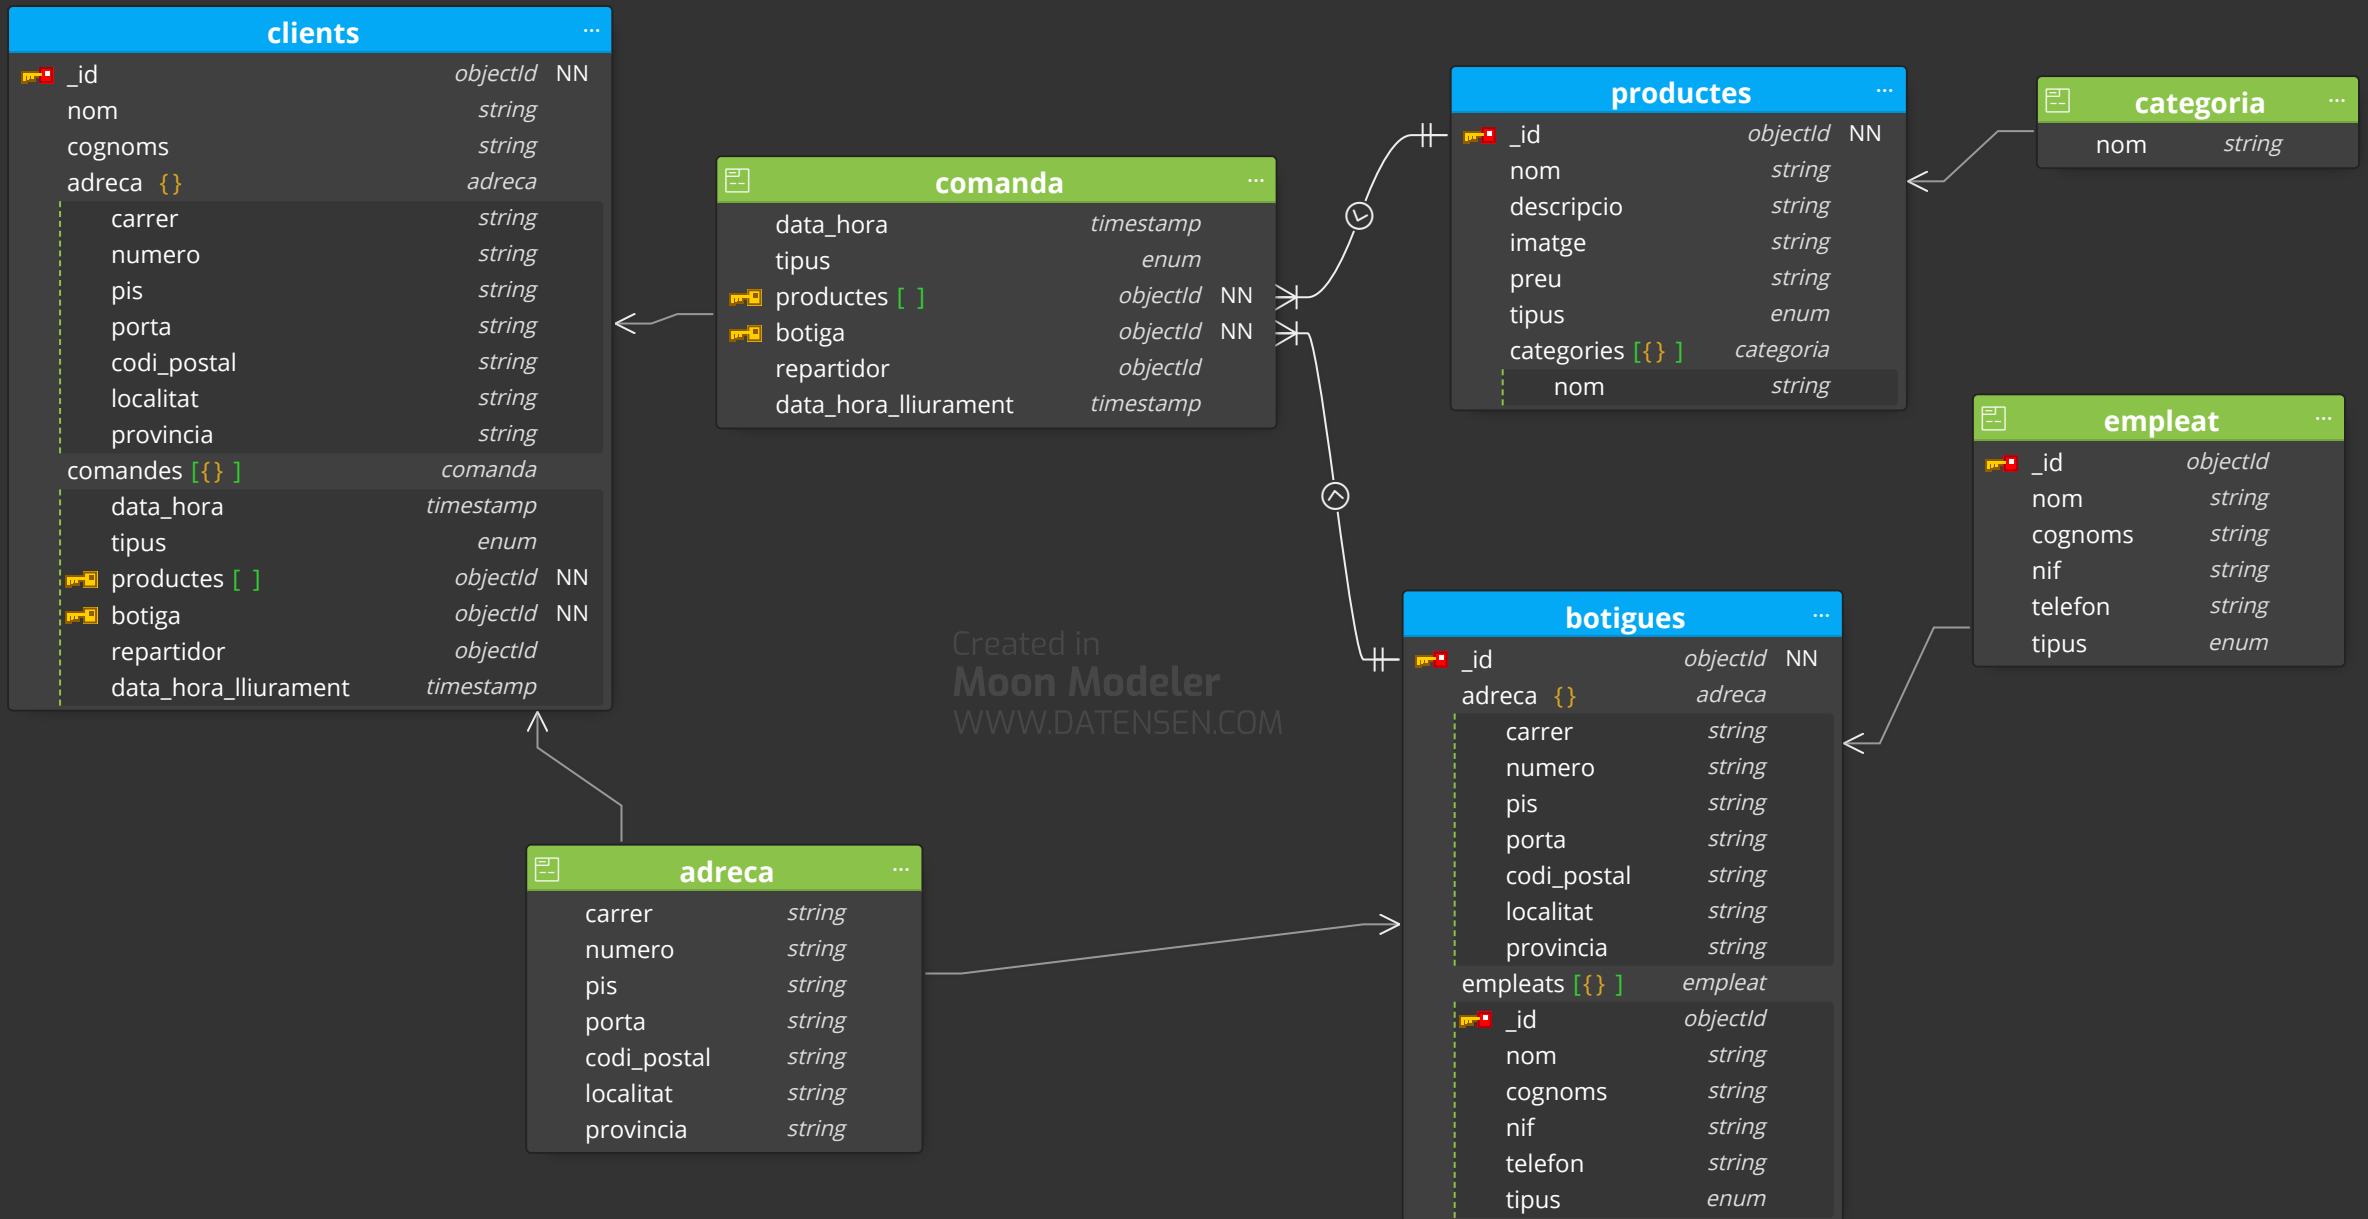 clients ...
_id objectId NN
nom string
cognoms string
adreca {} adreca
carrer string
numero string
pis string
porta string
codi_postal string
localitat string
provincia string
comandes [{} ] comanda
data_hora timestamp
tipus enum
productes [ ] objectId NN
botiga objectId NN
repartidor objectId
data_hora_lliurament timestamp
comanda ...
data_hora timestamp
tipus enum
productes [ ] objectId NN
botiga objectId NN
repartidor objectId
data_hora_lliurament timestamp
productes ...
_id objectId NN
nom string
descripcio string
imatge string
preu string
tipus enum
categories [{} ] categoria
nom string
categoria ...
nom string
empleat ...
_id objectId
nom string
cognoms string
nif string
telefon string
tipus enum
Created in
Moon Modeler
WWW.DATENSEN.COM
botigues ...
_id objectId NN
adreca {} adreca
carrer string
numero string
pis string
porta string
codi_postal string
localitat string
provincia string
empleats [{} ] empleat
_id objectId
nom string
cognoms string
nif string
telefon string
tipus enum
adreca ...
carrer string
numero string
pis string
porta string
codi_postal string
localitat string
provincia string